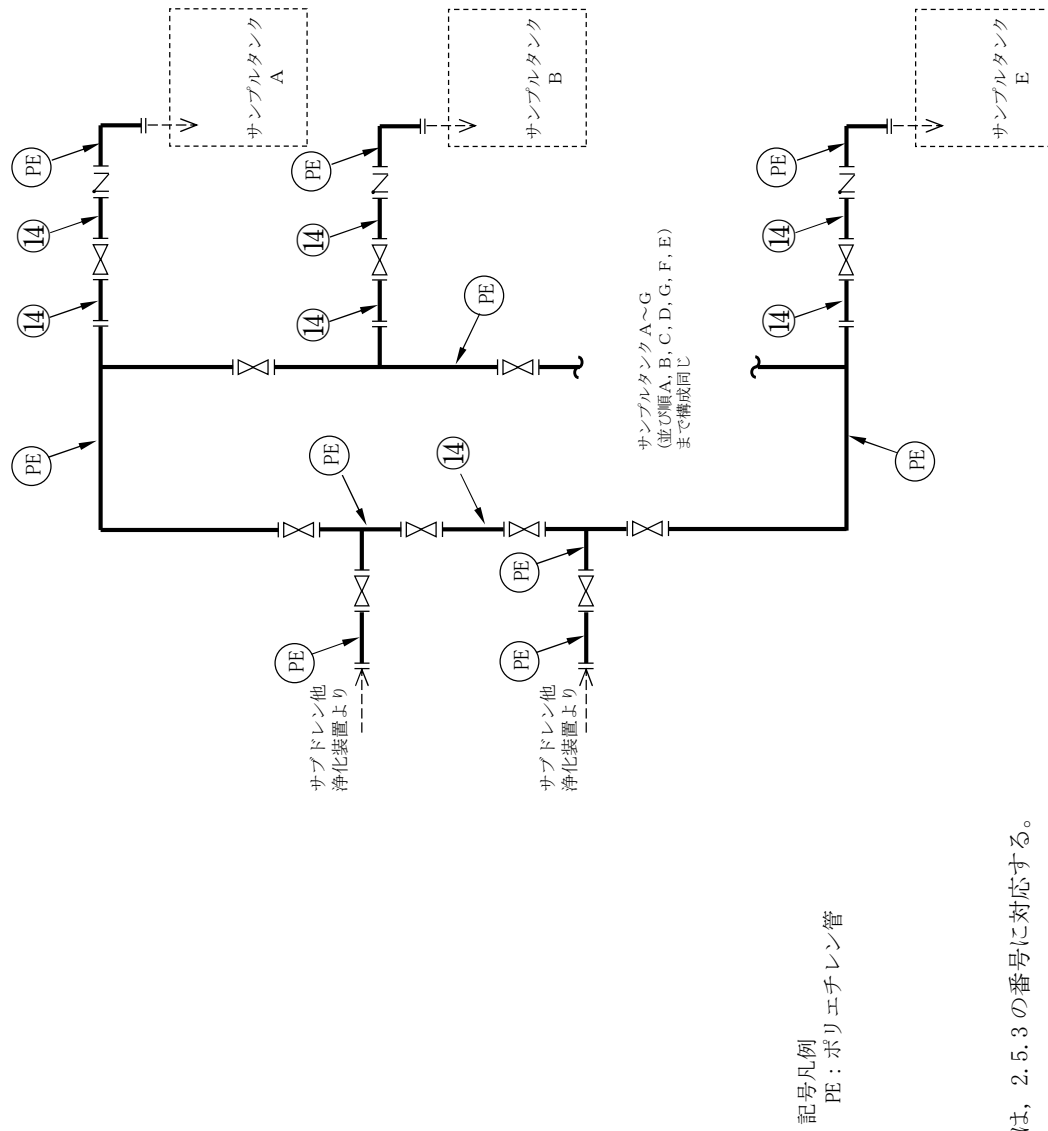 サンプルタンク
A
サンプルタンク
B
サンプルタンク
E
PE
PE
PE
14
14
14
14
14
14
PE
サンプルタンク A～G
(並び順A, B, C, D, G, F, E)
まで構成同じ
PE
PE
14
PE
PE
PE
PE
サブドレン他
浄化装置より
サブドレン他
浄化装置より
記号凡例
PE：ポリエチレン管
は，2.5.3 の番号に対応する。